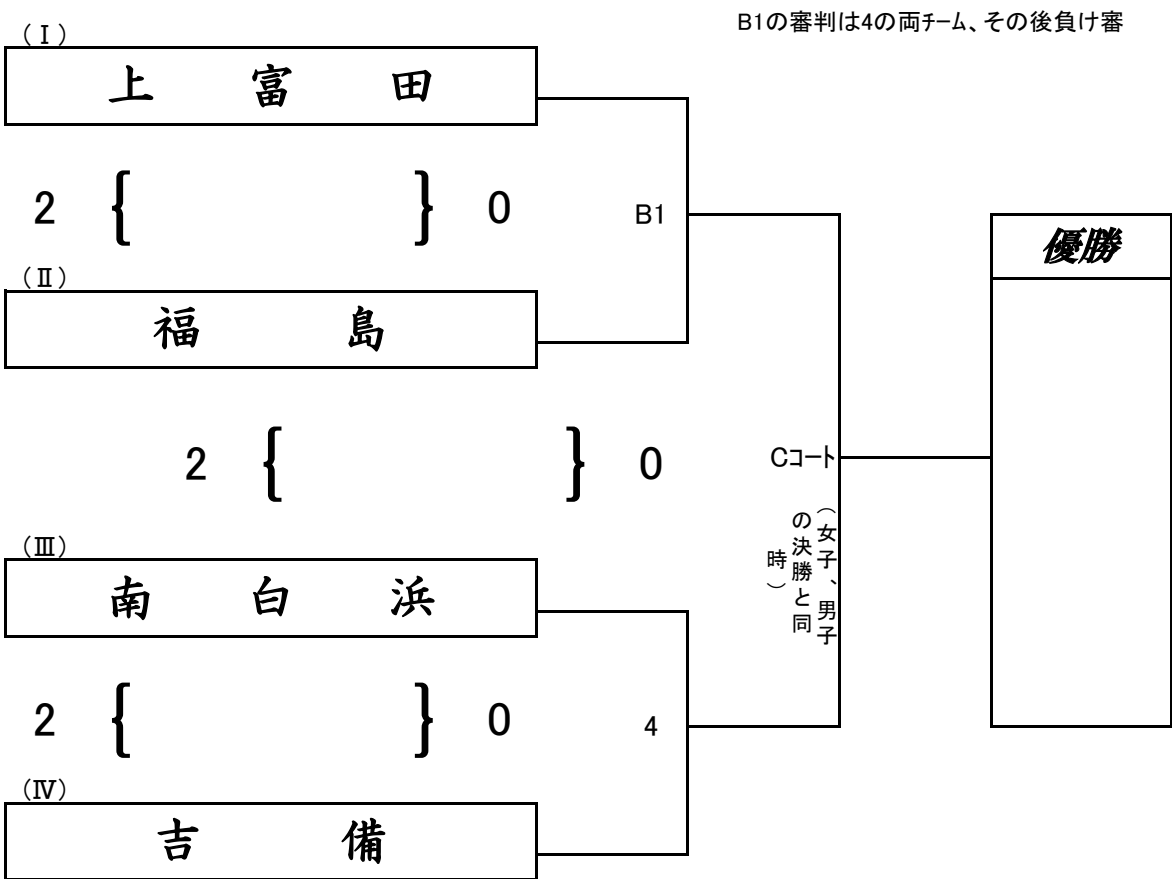 B1の審判は4の両チーム、その後負け審
（Ⅰ）
上富田
2 { } 0
B1
（Ⅱ）
福島
優勝
2 { } 0
Cコート
（女子、男子
の決勝と同
時）
（Ⅲ）
南白浜
2 { } 0
4
（Ⅳ）
吉備